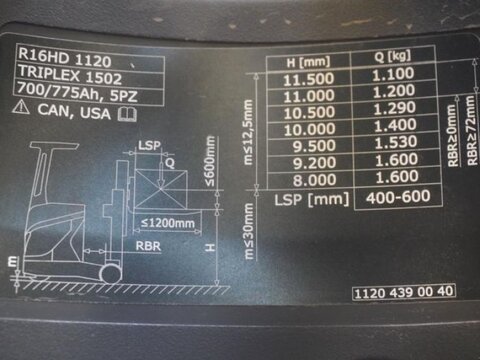 R16HD 1120
TRIPLEX 1502
700/775Ah, 5PZ
CAN, USA
H [mm] Q [kg]
11.500 1.100
11.000 1.200
10.500 1.290
10.000 1.400
9.500 1.530
9.200 1.600
8.000 1.600
LSP [mm] 400-600
m≤12,5mm
m≤30mm
RBR≥0mm
RBR≥72mm
LSP
Q
≤600mm
≤1200mm
RBR
H
E
1120 439 00 40